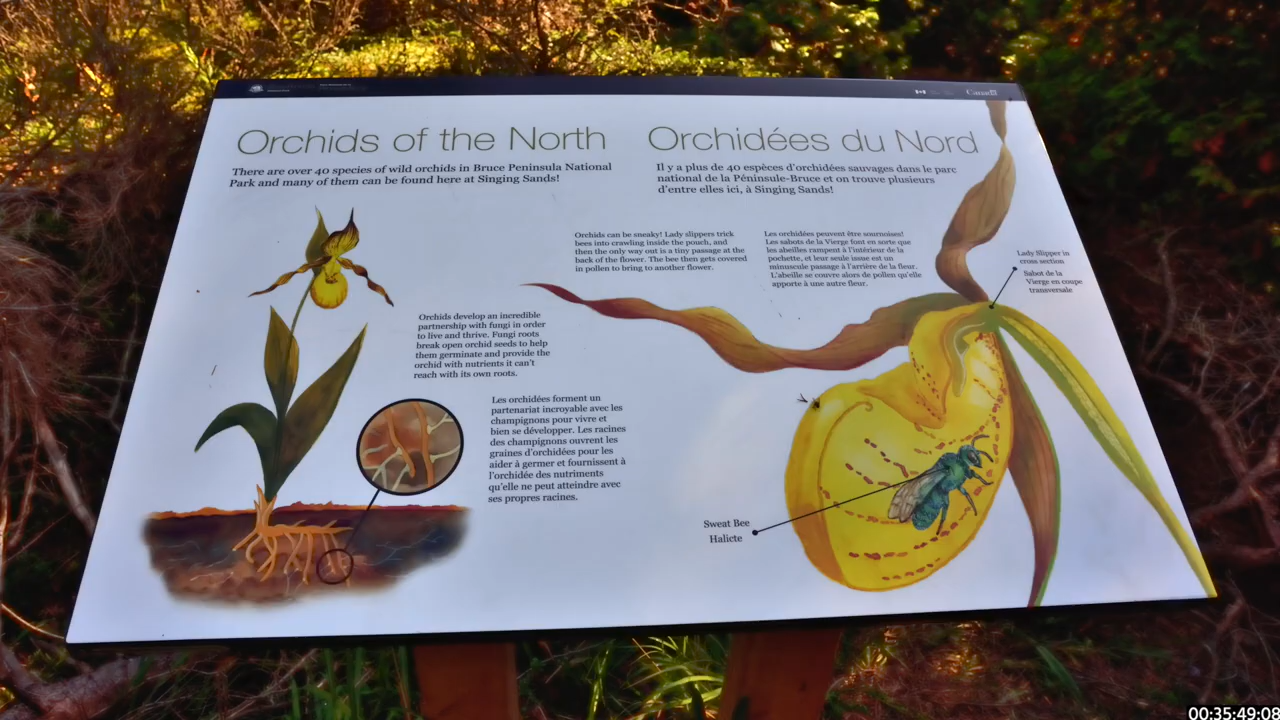 Canada
Orchids of the North
There are over 40 species of wild orchids in Bruce Peninsula National
Park and many of them can be found here at Singing Sands!
Orchidées du Nord
Il y a plus de 40 espèces d'orchidées sauvages dans le parc
national de la Péninsule-Bruce et on trouve plusieurs
d'entre elles ici, à Singing Sands!
Orchids can be sneaky! Lady slippers trick
bees into crawling inside the pouch, and
then the only way out is a tiny passage at the
back of the flower. The bee then gets covered
in pollen to bring to another flower.
Les orchidées peuvent être sournoises!
Les sabots de la Vierge font en sorte que
les abeilles rampent à l'intérieur de la
pochette, et leur seule issue est un
minuscule passage à l'arrière de la fleur.
L'abeille se couvre alors de pollen qu'elle
apporte à une autre fleur.
Lady Slipper in
cross section
Sabot de la
Vierge en coupe
transversale
Orchids develop an incredible
partnership with fungi in order
to live and thrive. Fungi roots
break open orchid seeds to help
them germinate and provide the
orchid with nutrients it can't
reach with its own roots.
Les orchidées forment un
partenariat incroyable avec les
champignons pour vivre et
bien se développer. Les racines
des champignons ouvrent les
graines d'orchidées pour les
aider à germer et fournissent à
l'orchidée des nutriments
qu'elle ne peut atteindre avec
ses propres racines.
Sweat Bee
Halicte
00:35:49:08